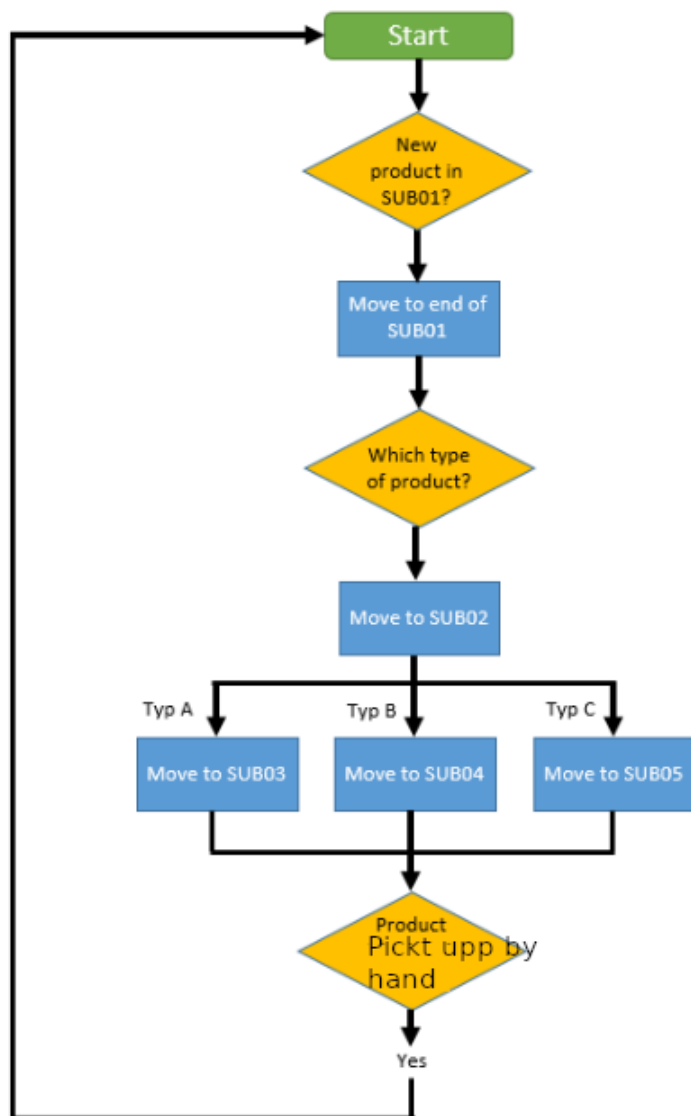 Start
New
product in
SUB01?
Move to end of
SUB01
Which type
of product?
Move to SUB02
Typ A
Typ B
Typ C
Move to SUB03
Move to SUB04
Move to SUB05
Product
Pickt upp by
hand
Yes